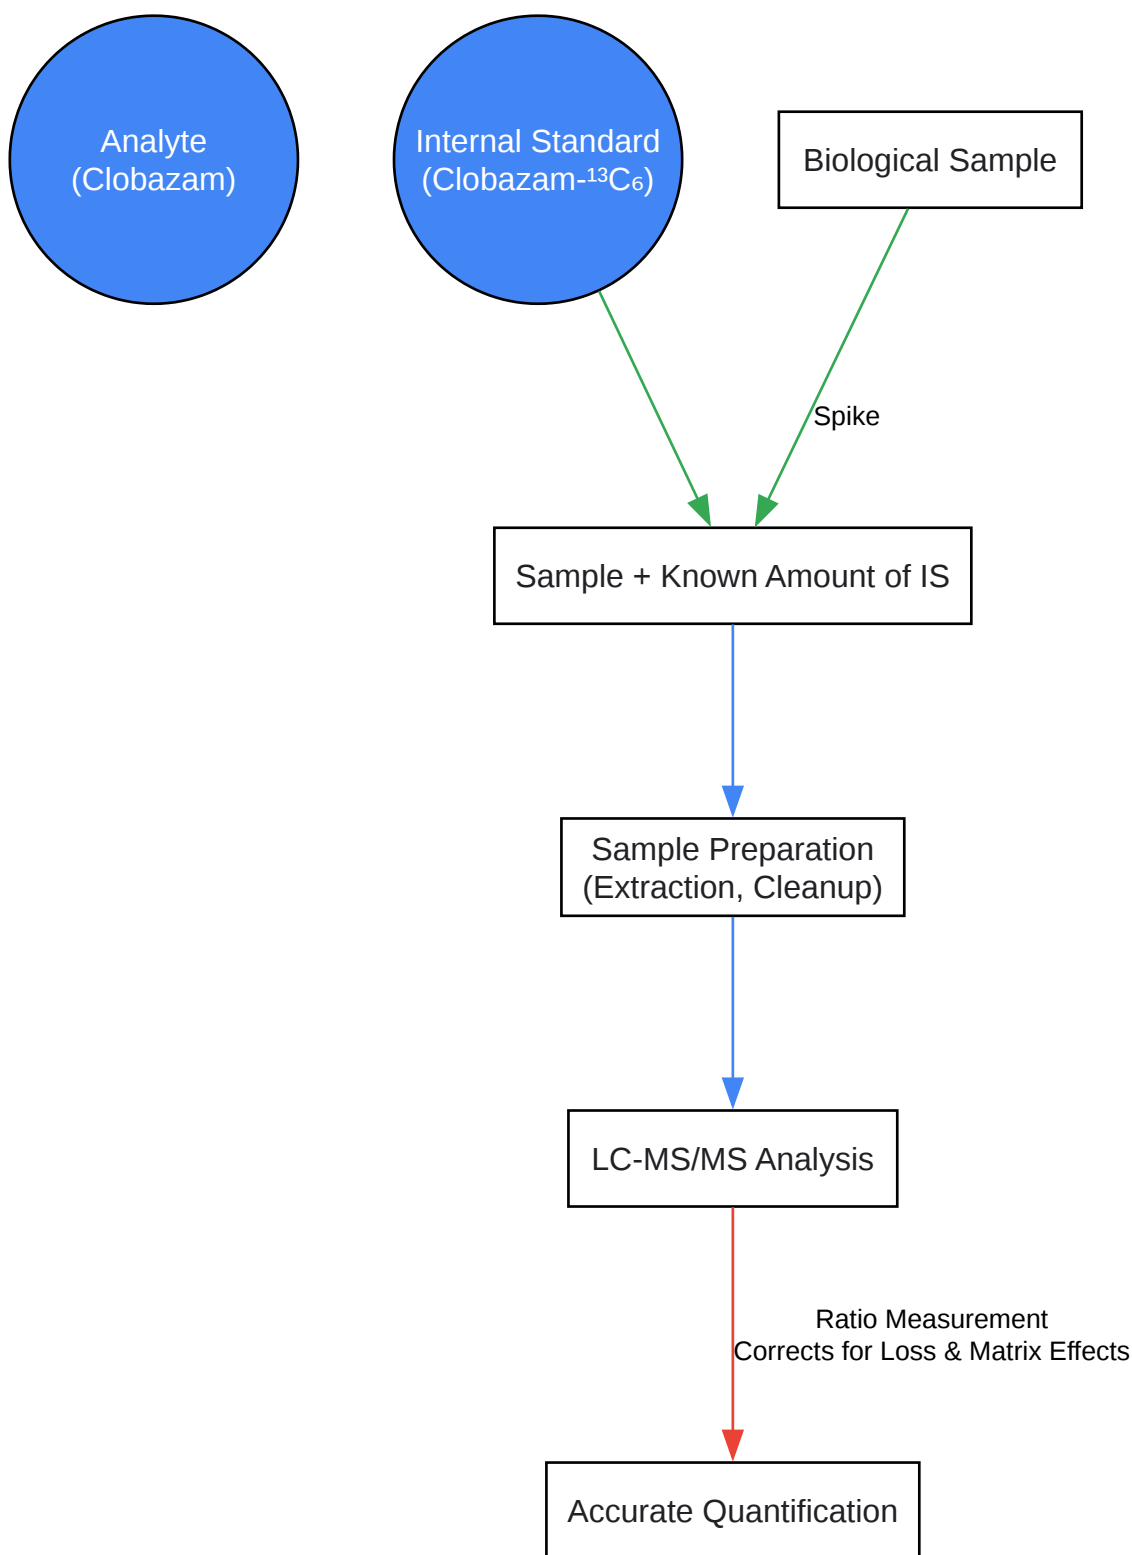 Analyte
(Clobazam)
Internal Standard
(Clobazam-¹³C₆)
Biological Sample
Spike
Sample + Known Amount of IS
Sample Preparation
(Extraction, Cleanup)
LC-MS/MS Analysis
Ratio Measurement
Corrects for Loss & Matrix Effects
Accurate Quantification